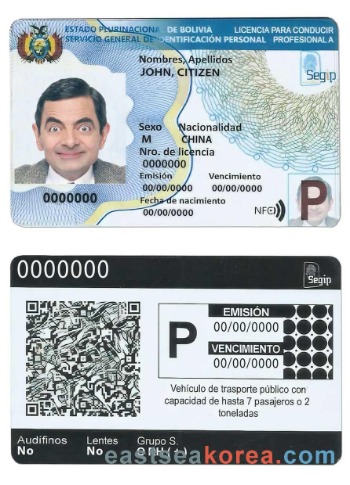 ESTADO PLURINACIONAL DE BOLIVIA
SERVICIO GENERAL DE IDENTIFICACIÓN PERSONAL
LICENCIA PARA CONDUCIR
PROFESIONAL A
Nombres, Apellidos
JOHN, CITIZEN
Segip
Sexo Nacionalidad
M CHINA
Nro. de licencia
0000000
Emisión Vencimiento
00/00/0000 00/00/0000
Fecha de nacimiento
00/00/0000
0000000
NFC
P
0000000
Segip
P
EMISIÓN
00/00/0000
VENCIMIENTO
00/00/0000
Vehículo de trasporte público con
capacidad de hasta 7 pasajeros o 2
toneladas
Audífinos Lentes Grupo S.
No No O RH (+)
eastseakorea.com